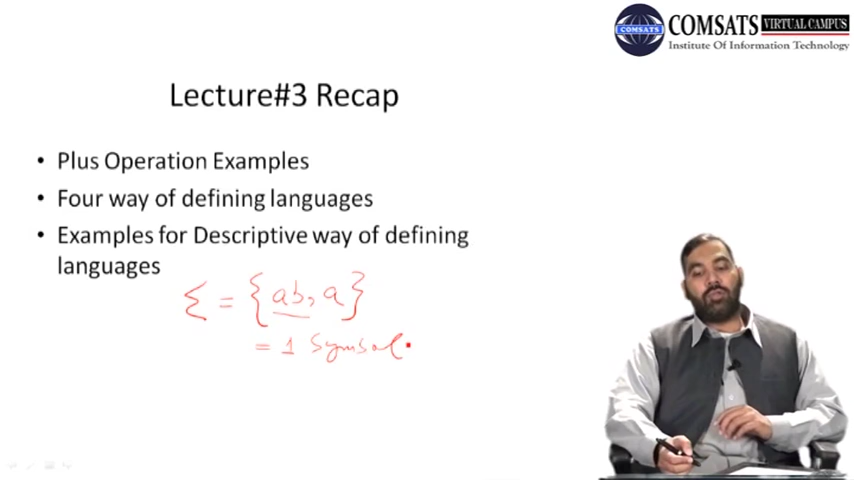 COMSATS VIRTUAL CAMPUS
COMSATS
Institute Of Information Technology
Lecture#3 Recap
• Plus Operation Examples
• Four way of defining languages
• Examples for Descriptive way of defining
languages
Σ = {ab, a}
= 1 Symbol